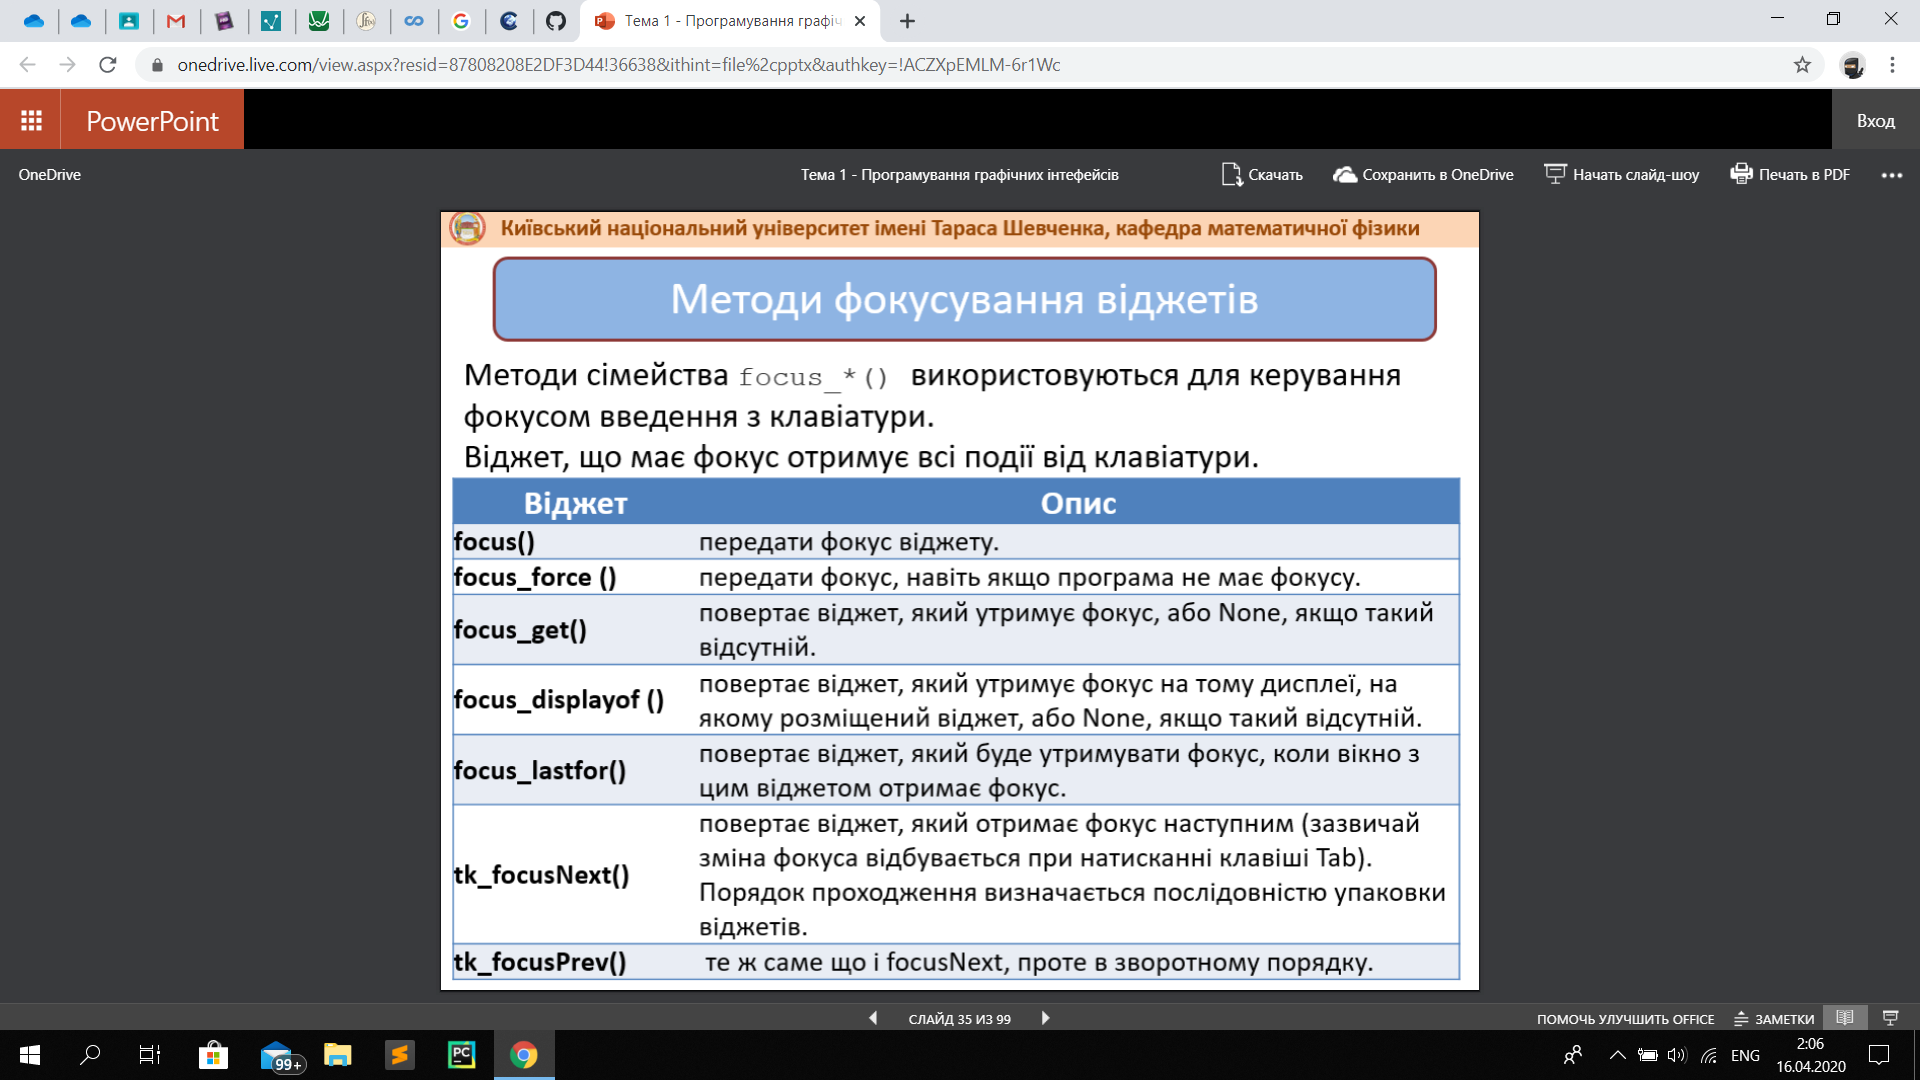 Тема 1 - Програмування графіч
onedrive.live.com/view.aspx?resid=87808208E2DF3D44!36638&ithint=file%2cpptx&authkey=!ACZXpEMLM-6r1Wc
PowerPoint
Вход
OneDrive
Тема 1 - Програмування графічних інтефейсів
Скачать
Сохранить в OneDrive
Начать слайд-шоу
Печать в PDF
Київський національний університет імені Тараса Шевченка, кафедра математичної фізики
Методи фокусування віджетів
Методи сімейства focus_*() використовуються для керування
фокусом введення з клавіатури.
Віджет, що має фокус отримує всі події від клавіатури.
Віджет Опис
focus() передати фокус віджету.
focus_force () передати фокус, навіть якщо програма не має фокусу.
focus_get() повертає віджет, який утримує фокус, або None, якщо такий
відсутній.
focus_displayof () повертає віджет, який утримує фокус на тому дисплеї, на
якому розміщений віджет, або None, якщо такий відсутній.
focus_lastfor() повертає віджет, який буде утримувати фокус, коли вікно з
цим віджетом отримає фокус.
tk_focusNext() повертає віджет, який отримає фокус наступним (зазвичай
зміна фокуса відбувається при натисканні клавіші Tab).
Порядок проходження визначається послідовністю упаковки
віджетів.
tk_focusPrev() те ж саме що і focusNext, проте в зворотному порядку.
СЛАЙД 35 ИЗ 99
ПОМОЧЬ УЛУЧШИТЬ OFFICE
ЗАМЕТКИ
99+
PC
ENG
2:06
16.04.2020